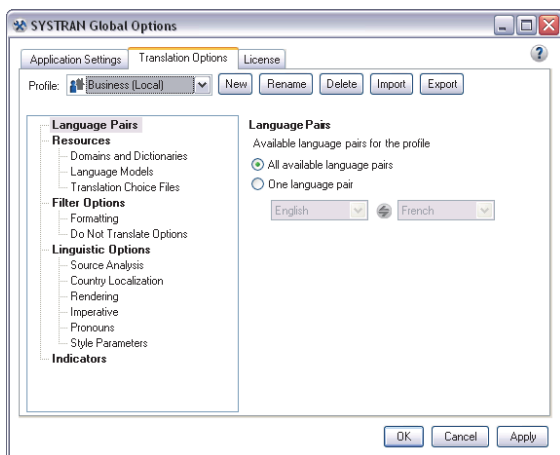 SYSTRAN Global Options
Application Settings Translation Options License
?
Profile: Business (Local) New Rename Delete Import Export
Language Pairs
Resources
Domains and Dictionaries
Language Models
Translation Choice Files
Filter Options
Formatting
Do Not Translate Options
Linguistic Options
Source Analysis
Country Localization
Rendering
Imperative
Pronouns
Style Parameters
Indicators
Language Pairs
Available language pairs for the profile
All available language pairs
One language pair
English French
OK Cancel Apply